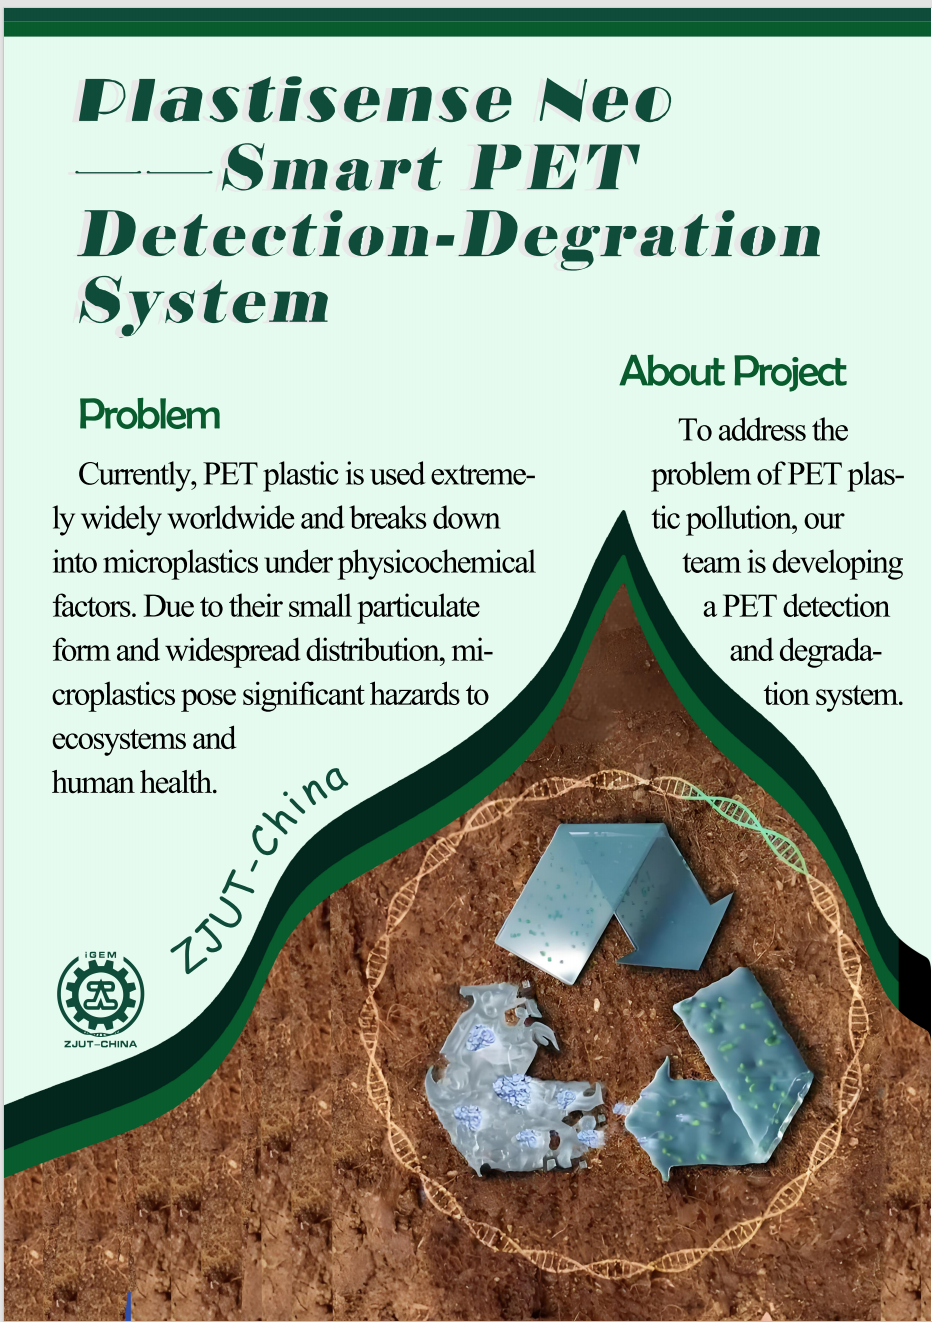 Plastisense Neo
——Smart PET
Detection-Degration
System
Problem
Currently, PET plastic is used extreme-
ly widely worldwide and breaks down
into microplastics under physicochemical
factors. Due to their small particulate
form and widespread distribution, mi-
croplastics pose significant hazards to
ecosystems and
human health.
About Project
To address the
problem of PET plas-
tic pollution, our
team is developing
a PET detection
and degrada-
tion system.
ZJUT-China
iGEM
ZJUT-CHINA